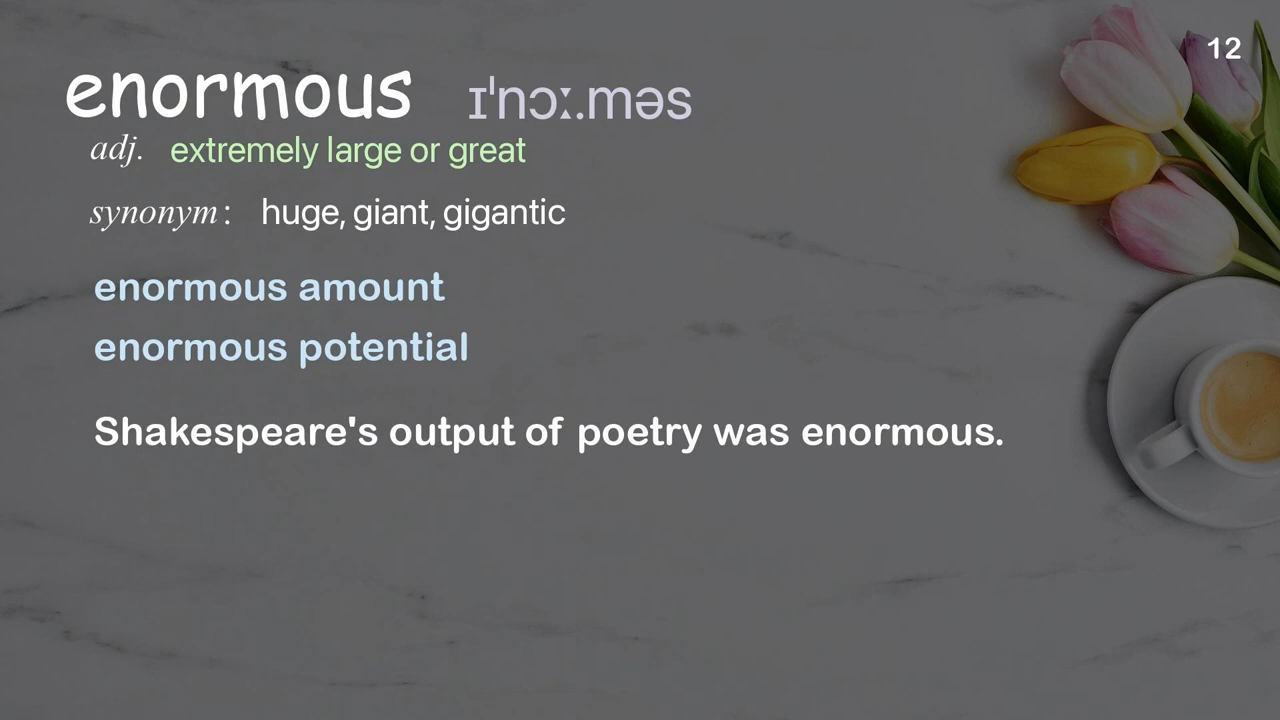 12
enormous ɪˈnɔː.məs
adj. extremely large or great
synonym: huge, giant, gigantic
enormous amount
enormous potential
Shakespeare's output of poetry was enormous.